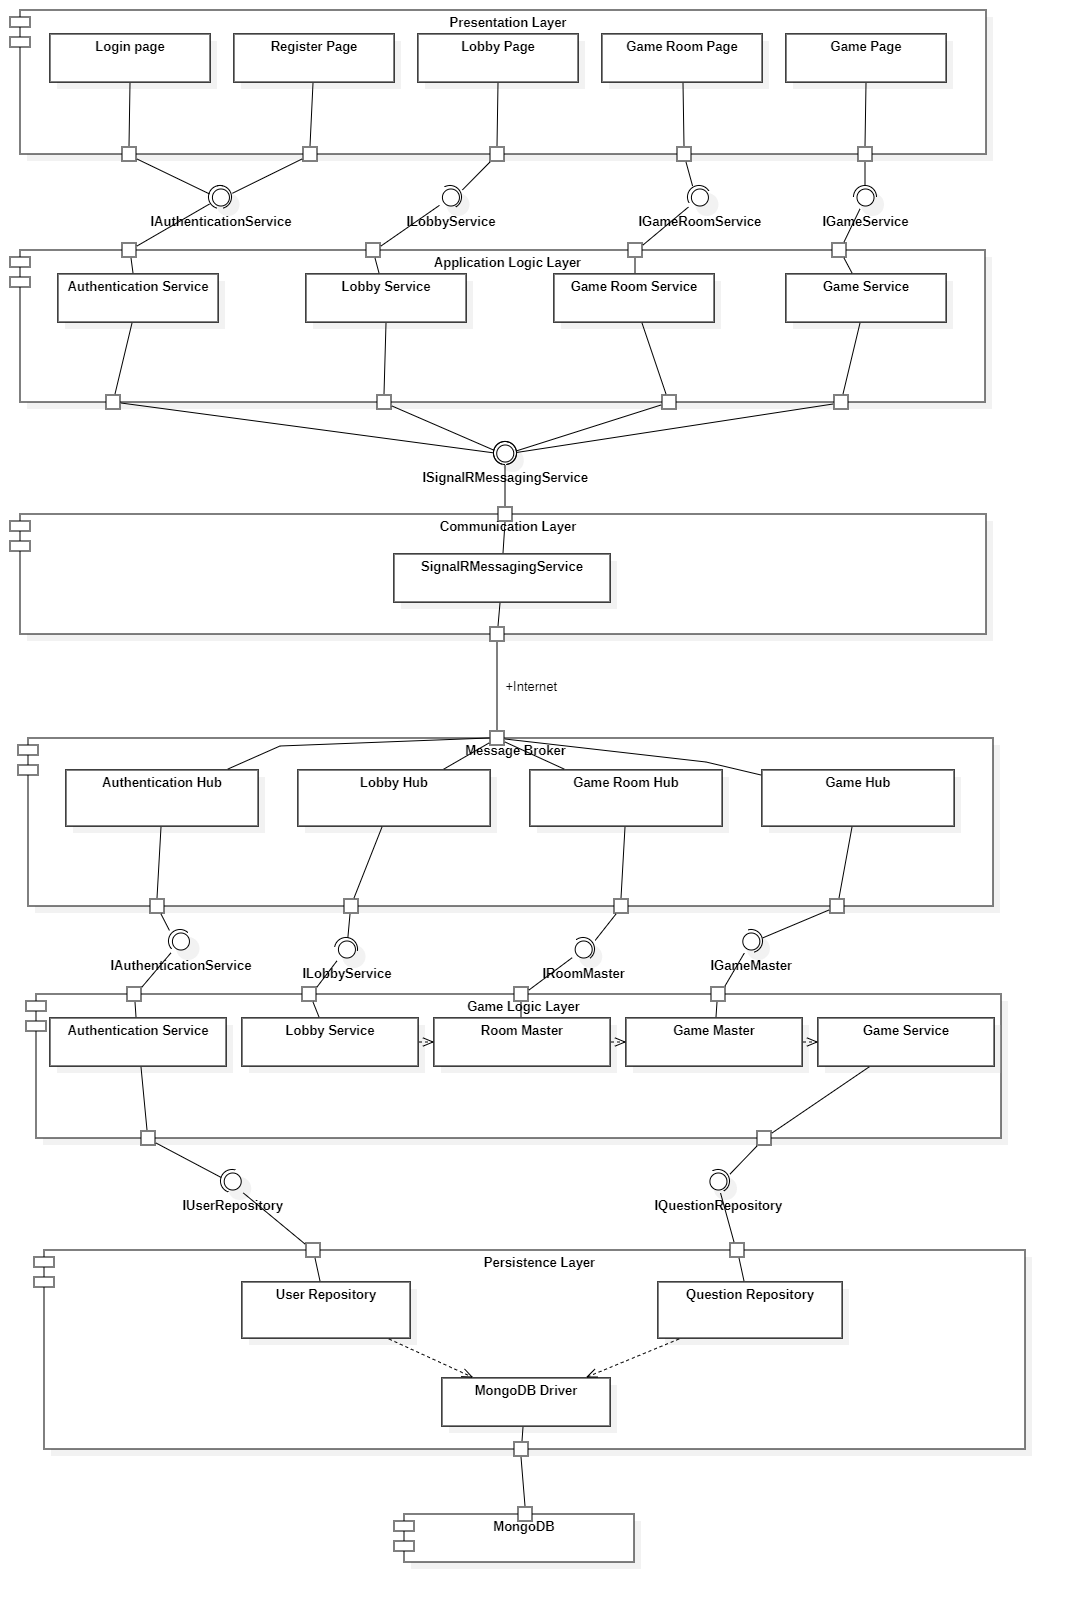 Presentation Layer
Login page
Register Page
Lobby Page
Game Room Page
Game Page
IAuthenticationService
ILobbyService
IGameRoomService
IGameService
Application Logic Layer
Authentication Service
Lobby Service
Game Room Service
Game Service
ISignalRMessagingService
Communication Layer
SignalRMessagingService
+Internet
Message Broker
Authentication Hub
Lobby Hub
Game Room Hub
Game Hub
IAuthenticationService
ILobbyService
IRoomMaster
IGameMaster
Game Logic Layer
Authentication Service
Lobby Service
Room Master
Game Master
Game Service
IUserRepository
IQuestionRepository
Persistence Layer
User Repository
Question Repository
MongoDB Driver
MongoDB